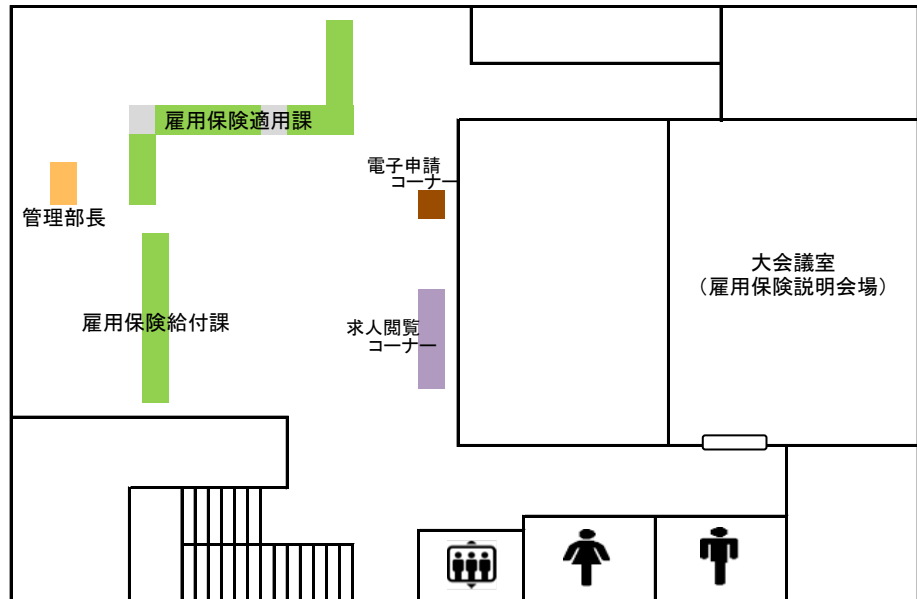 雇用保険適用課
電子申請
コーナー
管理部長
大会議室
（雇用保険説明会場）
雇用保険給付課
求人閲覧
コーナー